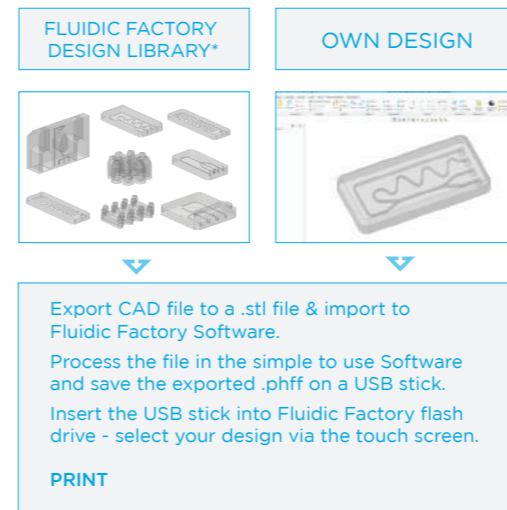 FLUIDIC FACTORY
DESIGN LIBRARY*
OWN DESIGN
Export CAD file to a .stl file & import to
Fluidic Factory Software.
Process the file in the simple to use Software
and save the exported .phff on a USB stick.
Insert the USB stick into Fluidic Factory flash
drive - select your design via the touch screen.
PRINT